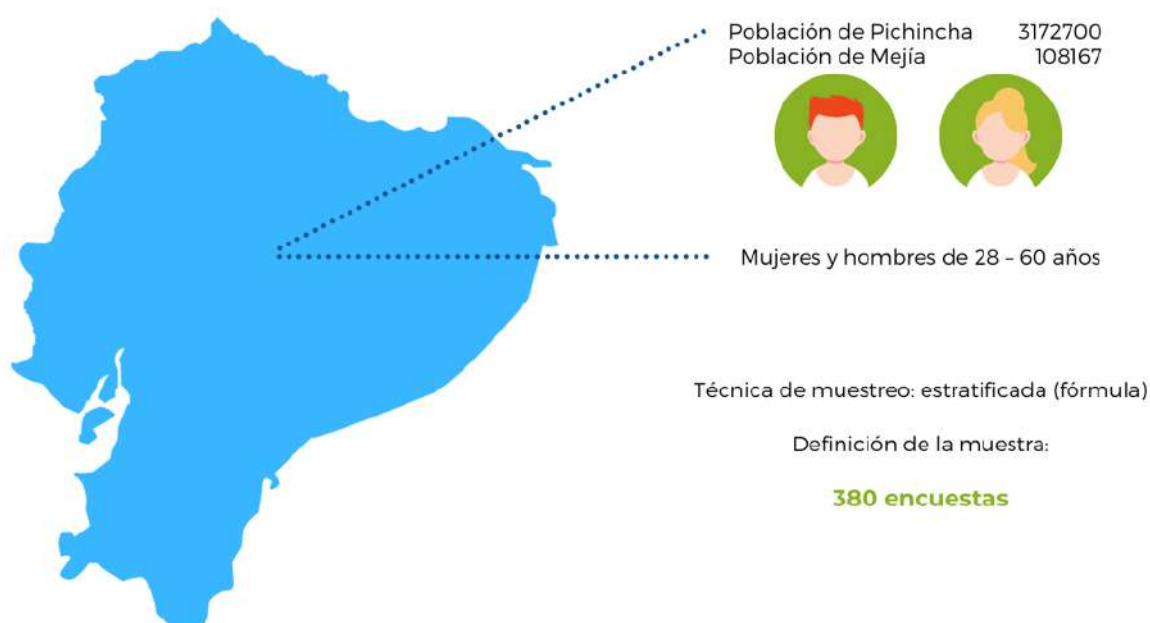 Población de Pichincha 3172700
Población de Mejía 108167
Mujeres y hombres de 28 – 60 años
Técnica de muestreo: estratificada (fórmula)
Definición de la muestra:
380 encuestas